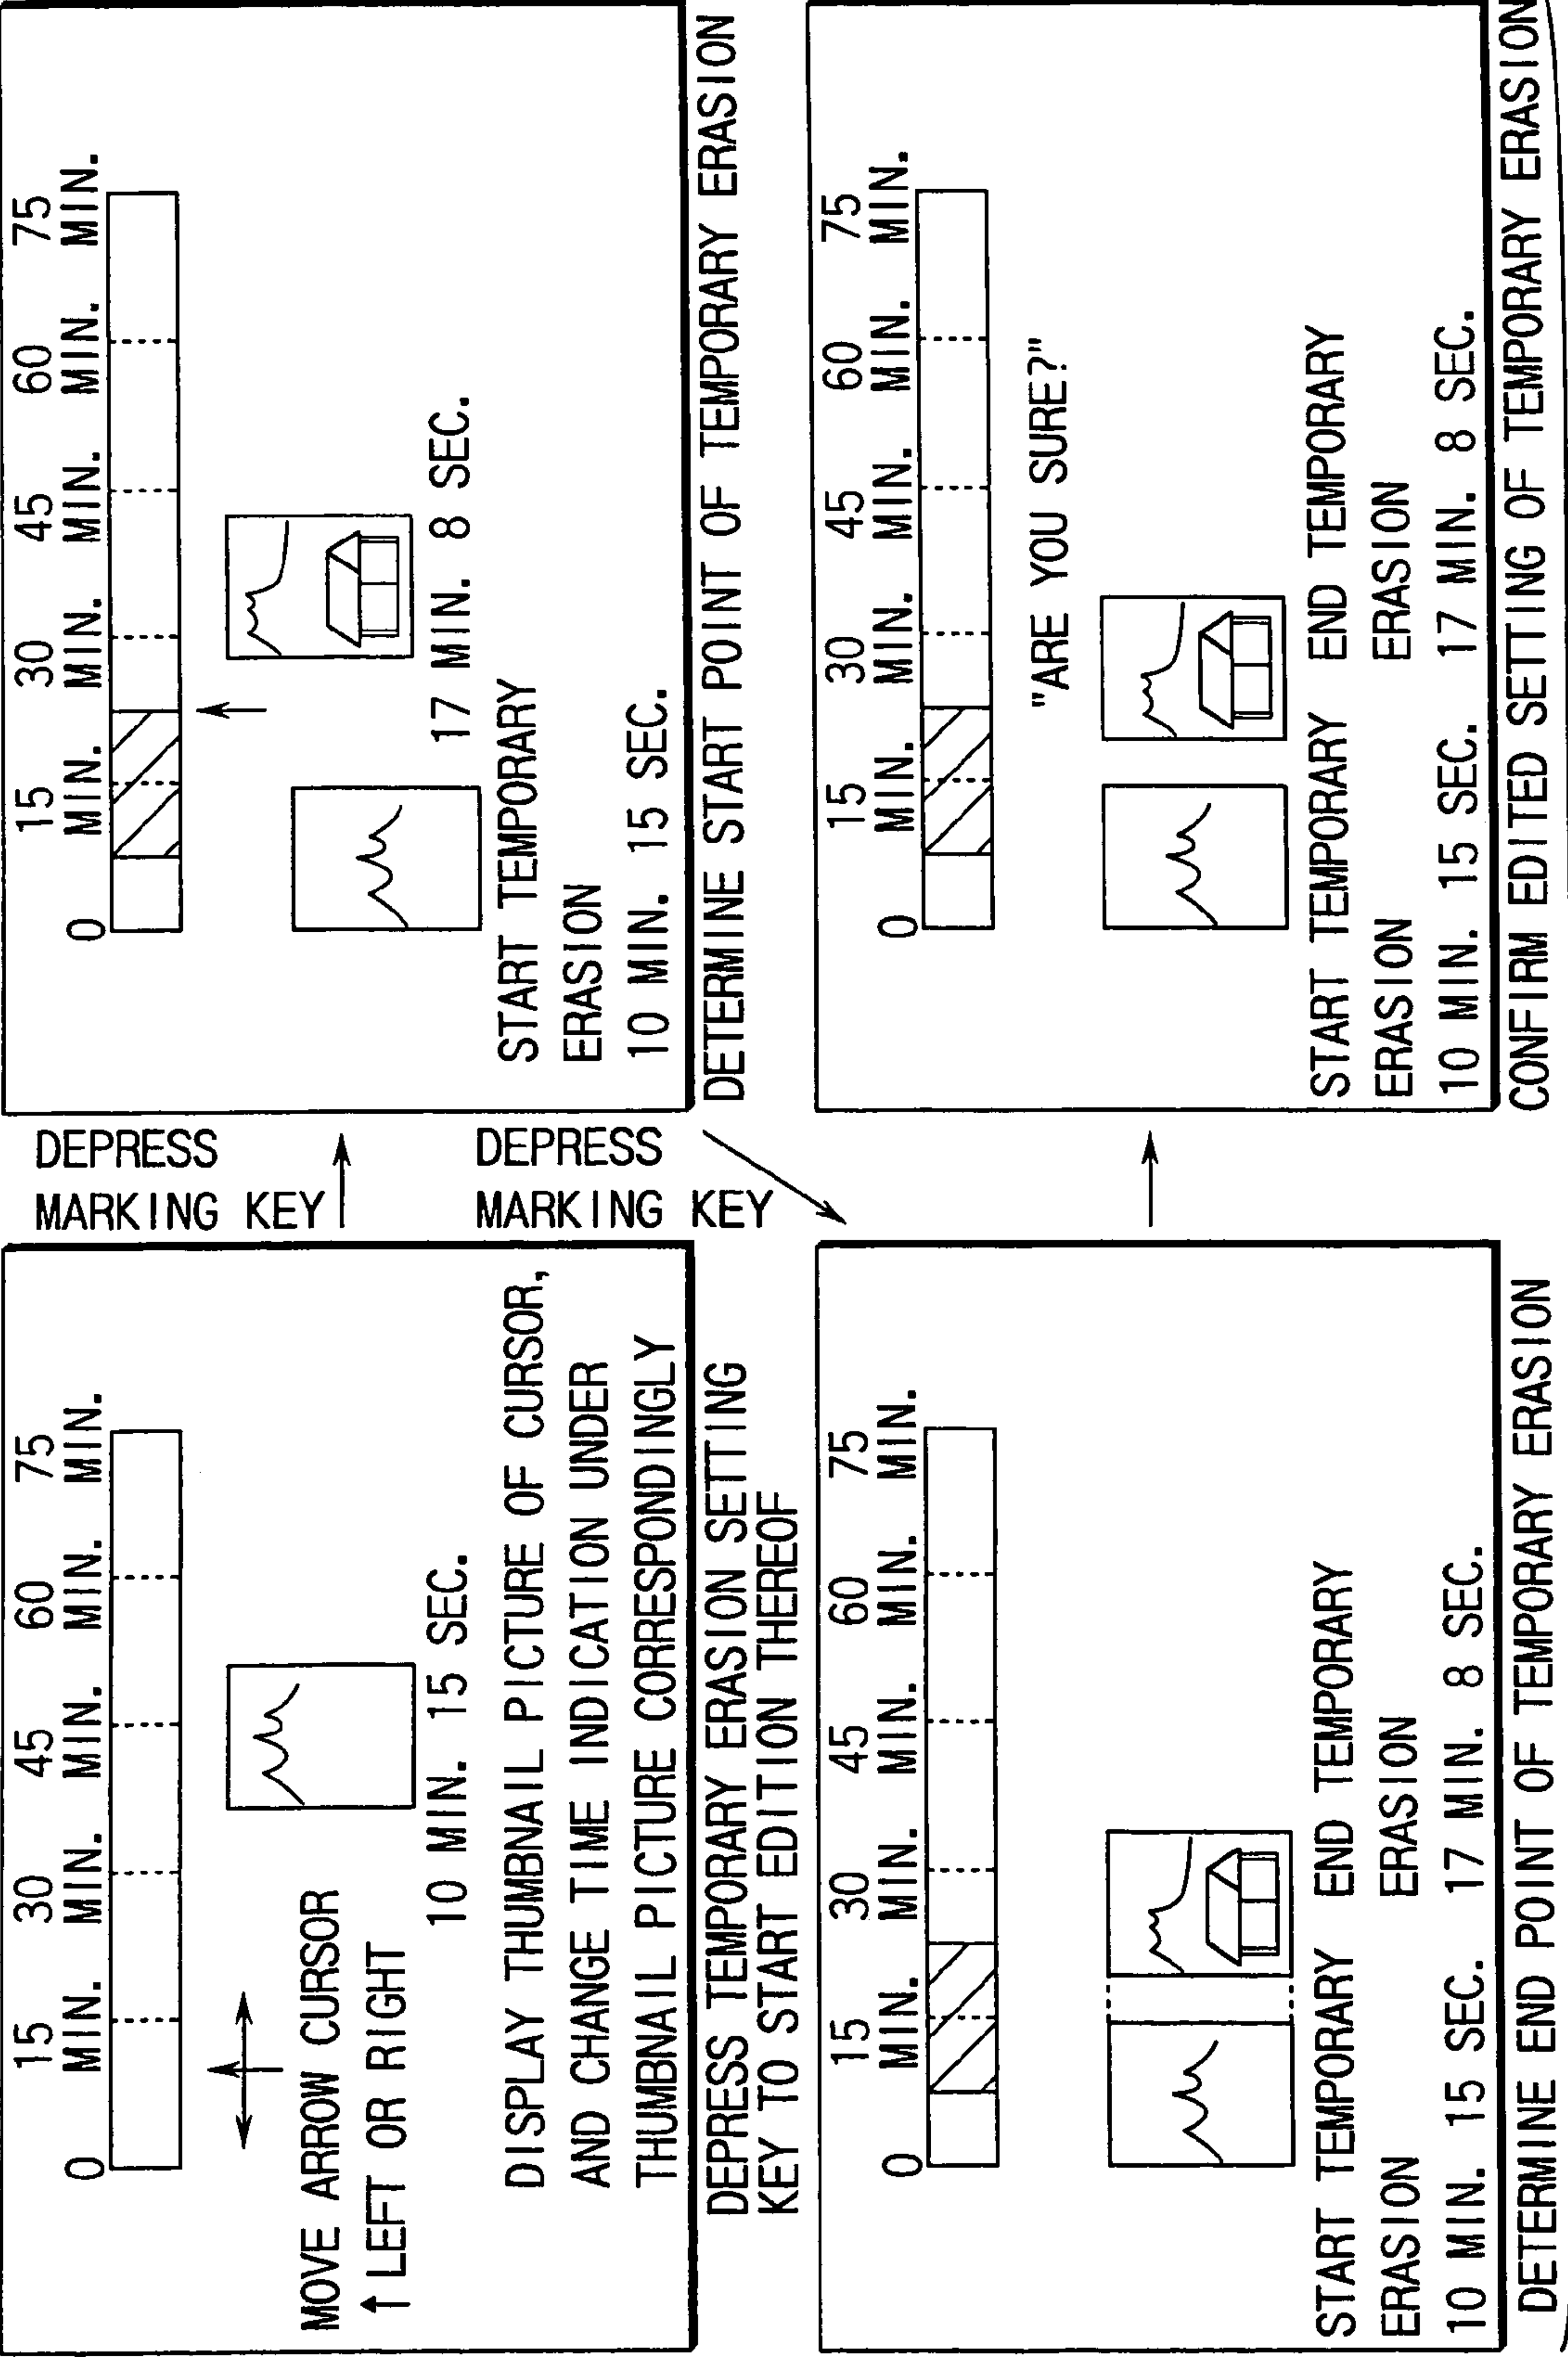 0 15 MIN. 30 MIN. 45 MIN. 60 MIN. 75 MIN.
MOVE ARROW CURSOR
↑ LEFT OR RIGHT
10 MIN. 15 SEC.
DISPLAY THUMBNAIL PICTURE OF CURSOR,
AND CHANGE TIME INDICATION UNDER
THUMBNAIL PICTURE CORRESPONDINGLY
DEPRESS TEMPORARY ERASION SETTING
KEY TO START EDITION THEREOF
DEPRESS
MARKING KEY
0 15 MIN. 30 MIN. 45 MIN. 60 MIN. 75 MIN.
17 MIN. 8 SEC.
START TEMPORARY
ERASION
10 MIN. 15 SEC.
DETERMINE START POINT OF TEMPORARY ERASION
DEPRESS
MARKING KEY
0 15 MIN. 30 MIN. 45 MIN. 60 MIN. 75 MIN.
START TEMPORARY END TEMPORARY
ERASION ERASION
10 MIN. 15 SEC. 17 MIN. 8 SEC.
DETERMINE END POINT OF TEMPORARY ERASION
0 15 MIN. 30 MIN. 45 MIN. 60 MIN. 75 MIN.
"ARE YOU SURE?"
START TEMPORARY END TEMPORARY
ERASION ERASION
10 MIN. 15 SEC. 17 MIN. 8 SEC.
CONFIRM EDITED SETTING OF TEMPORARY ERASION